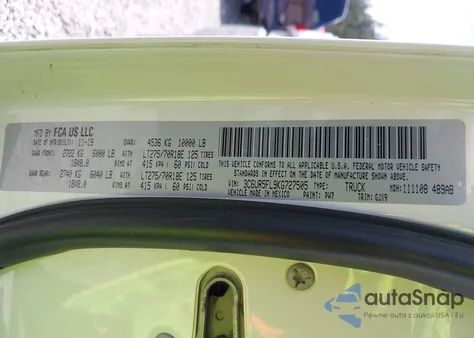 MFD BY FCA US LLC
DATE OF MFR(BUILT): 11-19 GVWR: 4536 KG 10000 LB
GAWR FRONT: 2722 KG 6000 LB WITH LT275/70R18E 125 TIRES
18X8.0 RIMS AT 415 KPA ( 60 PSI) COLD
GAWR REAR: 2740 KG 6040 LB WITH LT275/70R18E 125 TIRES
18X8.0 RIMS AT 415 KPA ( 60 PSI) COLD
THIS VEHICLE CONFORMS TO ALL APPLICABLE U.S.A. FEDERAL MOTOR VEHICLE
SAFETY STANDARDS IN EFFECT ON THE DATE OF MANUFACTURE SHOWN ABOVE.
VIN: 3C6UR5FL9KG727505 TYPE: TRUCK MDH: 111108 489AB
VEHICLE MADE IN MEXICO PAINT: PW7 TRIM: GJX9
autoSnap
Pewne auta z aukcji USA i EU